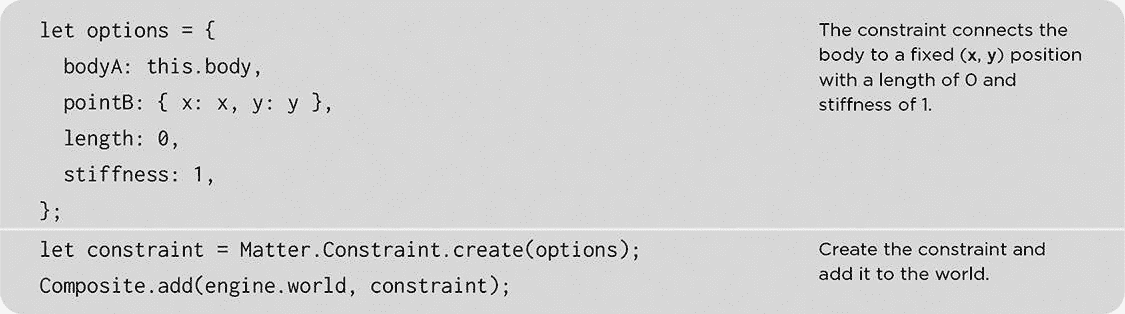 let options = {
  bodyA: this.body,
  pointB: { x: x, y: y },
  length: 0,
  stiffness: 1,
};
The constraint connects the
body to a fixed (x, y) position
with a length of 0 and
stiffness of 1.
let constraint = Matter.Constraint.create(options);
Composite.add(engine.world, constraint);
Create the constraint and
add it to the world.